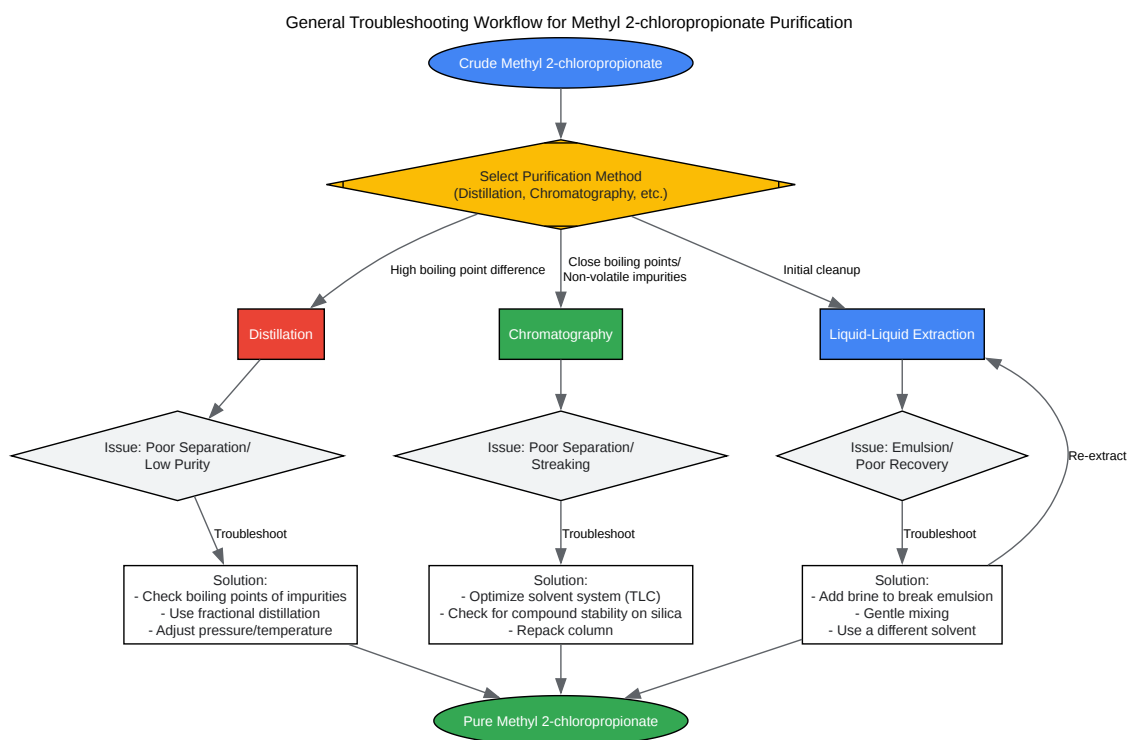 General Troubleshooting Workflow for Methyl 2-chloropropionate Purification
Crude Methyl 2-chloropropionate
Select Purification Method
(Distillation, Chromatography, etc.)
High boiling point difference
Close boiling points/
Non-volatile impurities
Initial cleanup
Distillation
Chromatography
Liquid-Liquid Extraction
Issue: Poor Separation/
Low Purity
Issue: Poor Separation/
Streaking
Issue: Emulsion/
Poor Recovery
Re-extract
Troubleshoot
Troubleshoot
Troubleshoot
Solution:
- Check boiling points of impurities
- Use fractional distillation
- Adjust pressure/temperature
Solution:
- Optimize solvent system (TLC)
- Check for compound stability on silica
- Repack column
Solution:
- Add brine to break emulsion
- Gentle mixing
- Use a different solvent
Pure Methyl 2-chloropropionate